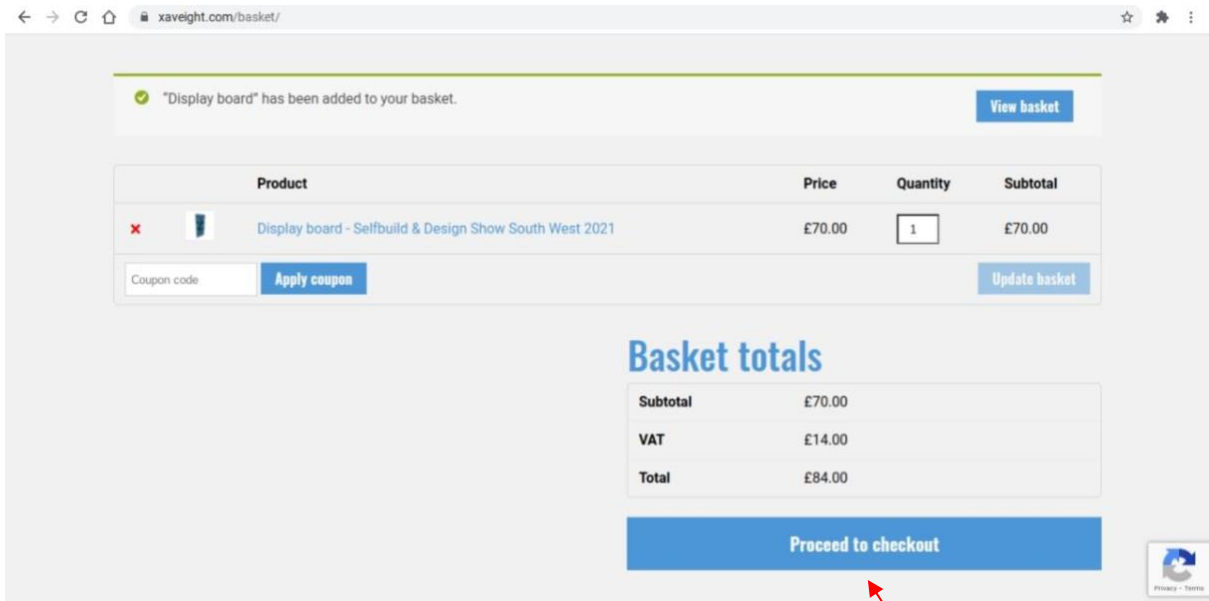 xaveight.com/basket/
"Display board" has been added to your basket.
View basket
Product Price Quantity Subtotal
Display board - Selfbuild & Design Show South West 2021 £70.00 1 £70.00
Coupon code Apply coupon Update basket
Basket totals
Subtotal £70.00
VAT £14.00
Total £84.00
Proceed to checkout
Privacy - Terms